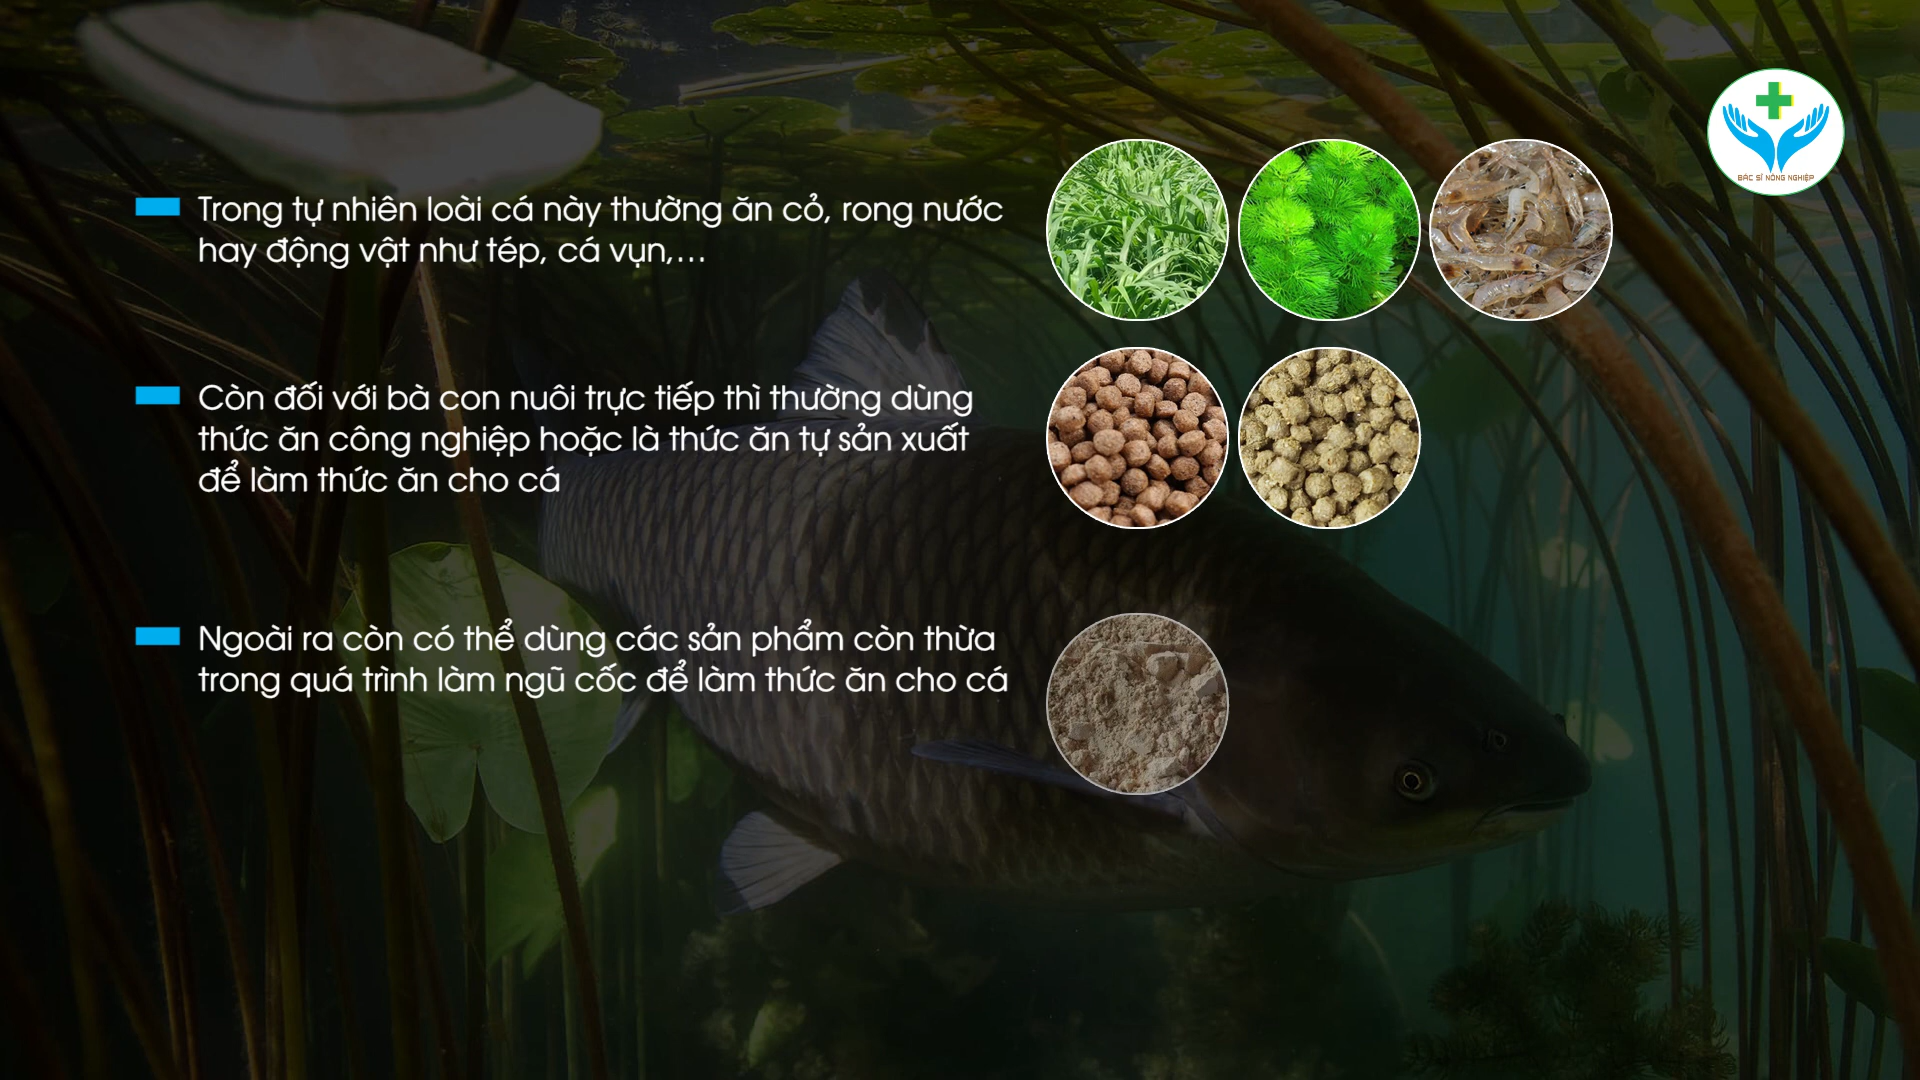 BÁC SĨ NÔNG NGHIỆP
Trong tự nhiên loài cá này thường ăn cỏ, rong nước
hay động vật như tép, cá vụn,...
Còn đối với bà con nuôi trực tiếp thì thường dùng
thức ăn công nghiệp hoặc là thức ăn tự sản xuất
để làm thức ăn cho cá
Ngoài ra còn có thể dùng các sản phẩm còn thừa
trong quá trình làm ngũ cốc để làm thức ăn cho cá